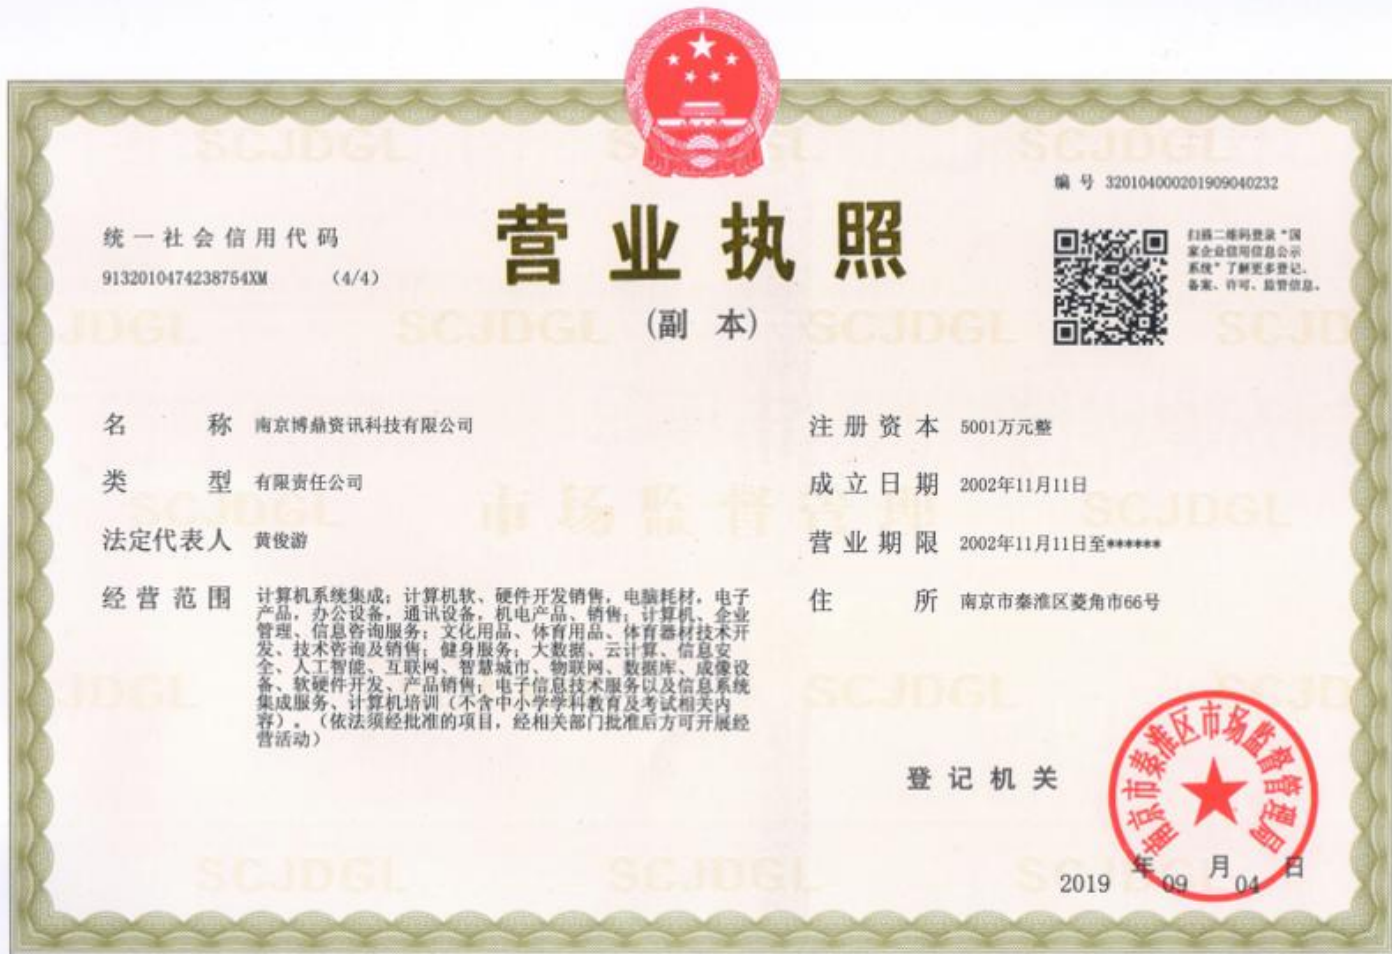 编 号 320104000201909040232
统一社会信用代码
9132010474238754XM (4/4)
营业执照
(副 本)
扫描二维码登录“国
家企业信用信息公示
系统”了解更多登记、
备案、许可、监管信息。
名 称 南京博鼎资讯科技有限公司
类 型 有限责任公司
法定代表人 黄俊游
经营范围 计算机系统集成；计算机软、硬件开发销售，电脑耗材，电子
产品，办公设备，通讯设备，机电产品、销售；计算机、企业
管理、信息咨询服务；文化用品、体育用品、体育器材技术开
发、技术咨询及销售；健身服务；大数据、云计算、信息安
全、人工智能、互联网、智慧城市、物联网、数据库、成像设
备、软硬件开发、产品销售；电子信息技术服务以及信息系统
集成服务、计算机培训（不含中小学学科教育及考试相关内
容）。（依法须经批准的项目，经相关部门批准后方可开展经
营活动）
注册资本 5001万元整
成立日期 2002年11月11日
营业期限 2002年11月11日至******
住 所 南京市秦淮区菱角市66号
登记机关
南京市秦淮区市场监督管理局
2019 年 09 月 04 日
SCJDGL
市场监督管理